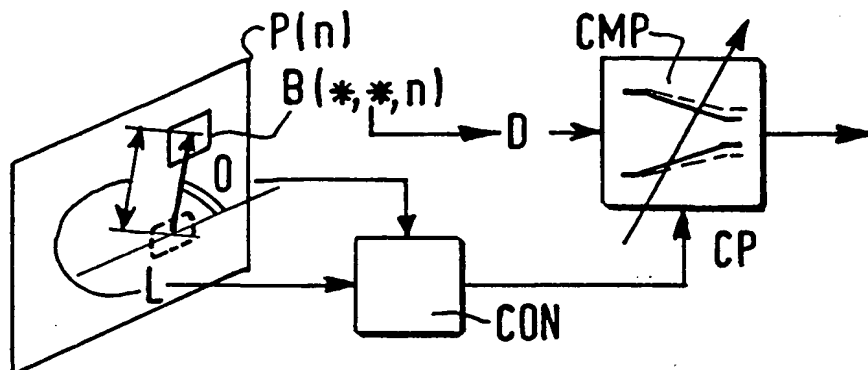 P(n)
CMP
B(*,*,n)
D
O
CP
L
CON